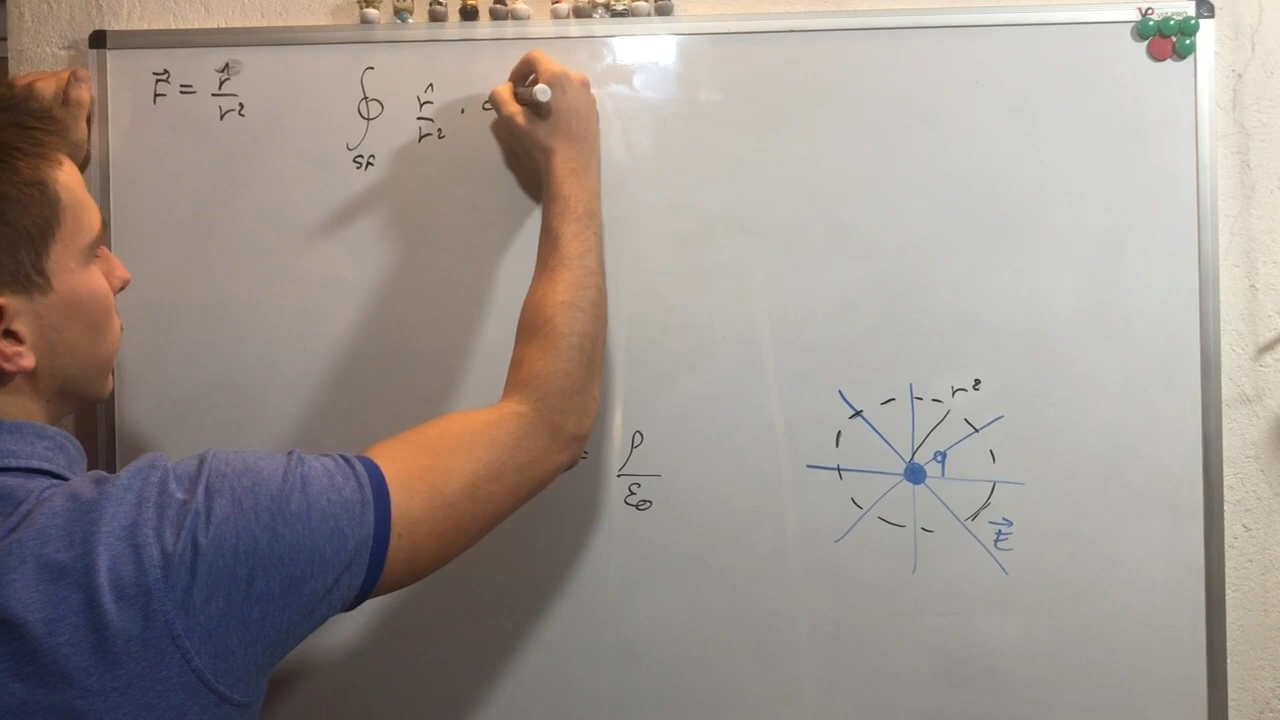 F⃗ = r̂ / r²
∮ r̂ / r² ·
SF
= ρ / ε₀
r²
q
E⃗